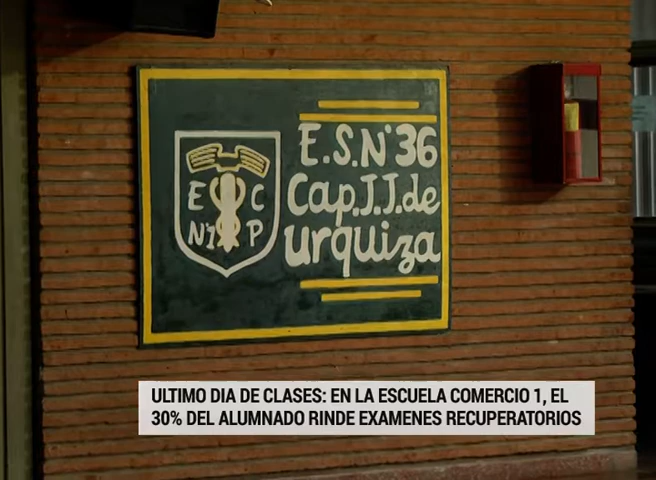 E.S.N°36
Cap.J.J.de
urquiza
E C
N1 P
ULTIMO DIA DE CLASES: EN LA ESCUELA COMERCIO 1, EL
30% DEL ALUMNADO RINDE EXAMENES RECUPERATORIOS